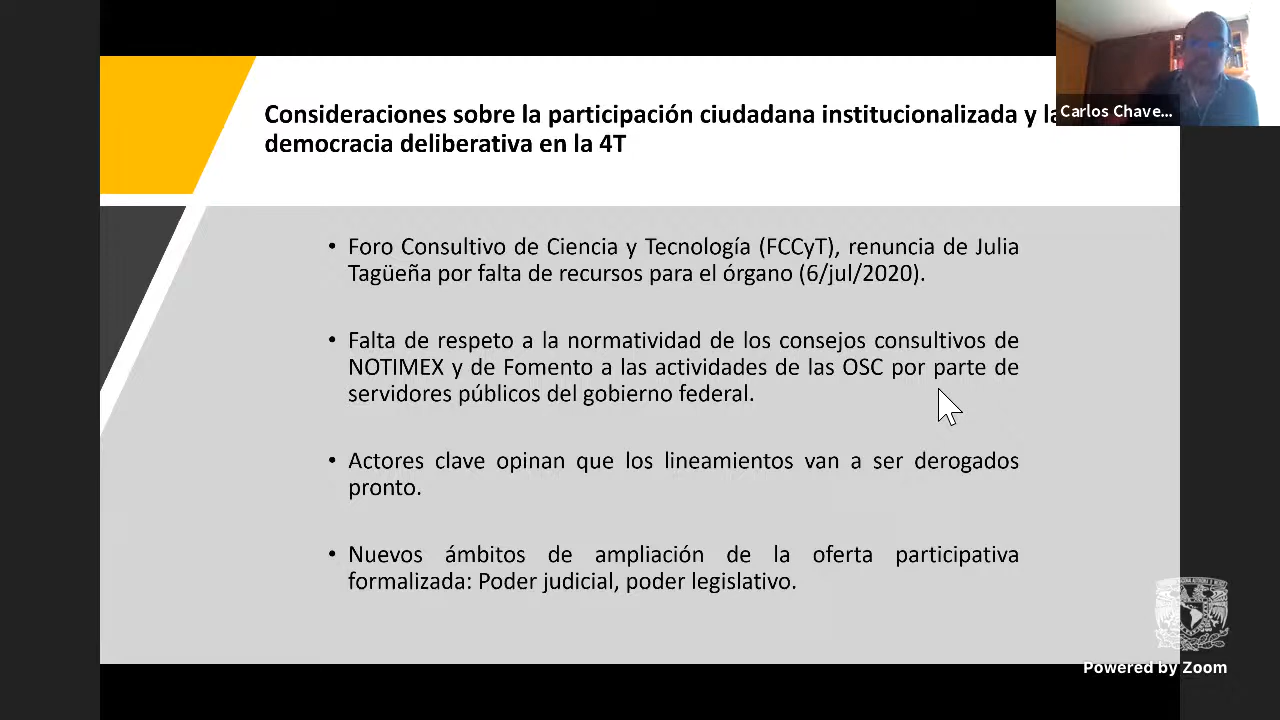 Consideraciones sobre la participación ciudadana institucionalizada y la
democracia deliberativa en la 4T
Carlos Chave...
• Foro Consultivo de Ciencia y Tecnología (FCCyT), renuncia de Julia
Tagüeña por falta de recursos para el órgano (6/jul/2020).
• Falta de respeto a la normatividad de los consejos consultivos de
NOTIMEX y de Fomento a las actividades de las OSC por parte de
servidores públicos del gobierno federal.
• Actores clave opinan que los lineamientos van a ser derogados
pronto.
• Nuevos ámbitos de ampliación de la oferta participativa
formalizada: Poder judicial, poder legislativo.
Powered by Zoom